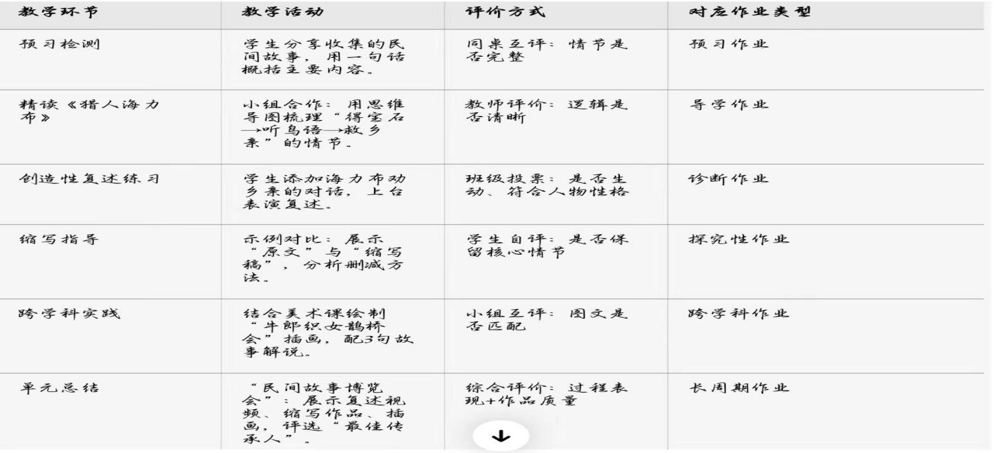 教学环节 教学活动 评价方式 对应作业类型
预习检测
学生分享收集的民
间故事，用一句话
概括主要内容。
同桌互评：情节是
否完整
预习作业
精读《猎人海力
布》
小组合作：用思维
导图梳理“得宝石
→听鸟语→救乡
亲”的情节。
教师评价：逻辑是
否清晰
导学作业
创造性复述练习
学生添加海力布劝
乡亲的对话，上台
表演复述。
班级投票：是否生
动、符合人物性格
诊断作业
缩写指导
示例对比：展示
“原文”与“缩写
稿”，分析删减方
法。
学生自评：是否保
留核心情节
探究性作业
跨学科实践
结合美术课绘制
“牛郎织女鹊桥
会”插画，配3句故
事解说。
小组互评：图文是
否匹配
跨学科作业
单元总结
“民间故事博览
会”：展示复述视
频、缩写作品、插
画，评选“最佳传
承人”。
综合评价：过程表
现+作品质量
长周期作业